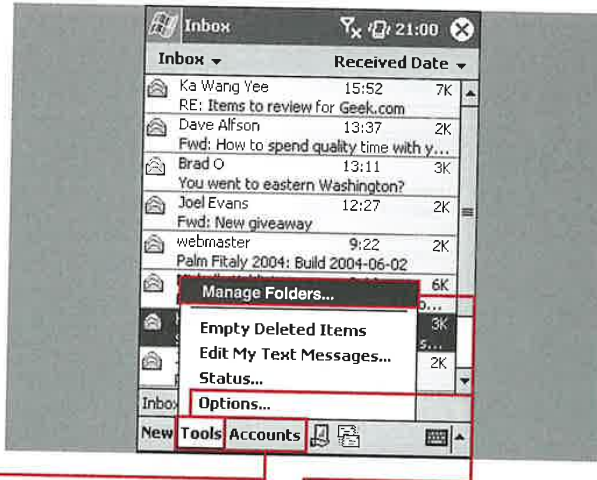 Inbox 21:00
Inbox Received Date
Ka Wang Yee 15:52 7K
RE: Items to review for Geek.com
Dave Alfson 13:37 2K
Fwd: How to spend quality time with y...
Brad O 13:11 3K
You went to eastern Washington?
Joel Evans 12:27 2K
Fwd: New giveaway
webmaster 9:22 2K
Palm Fitaly 2004: Build 2004-06-02
6K
Manage Folders...
3K
Empty Deleted Items
Edit My Text Messages...
2K
Status...
Options...
Inbox
New Tools Accounts